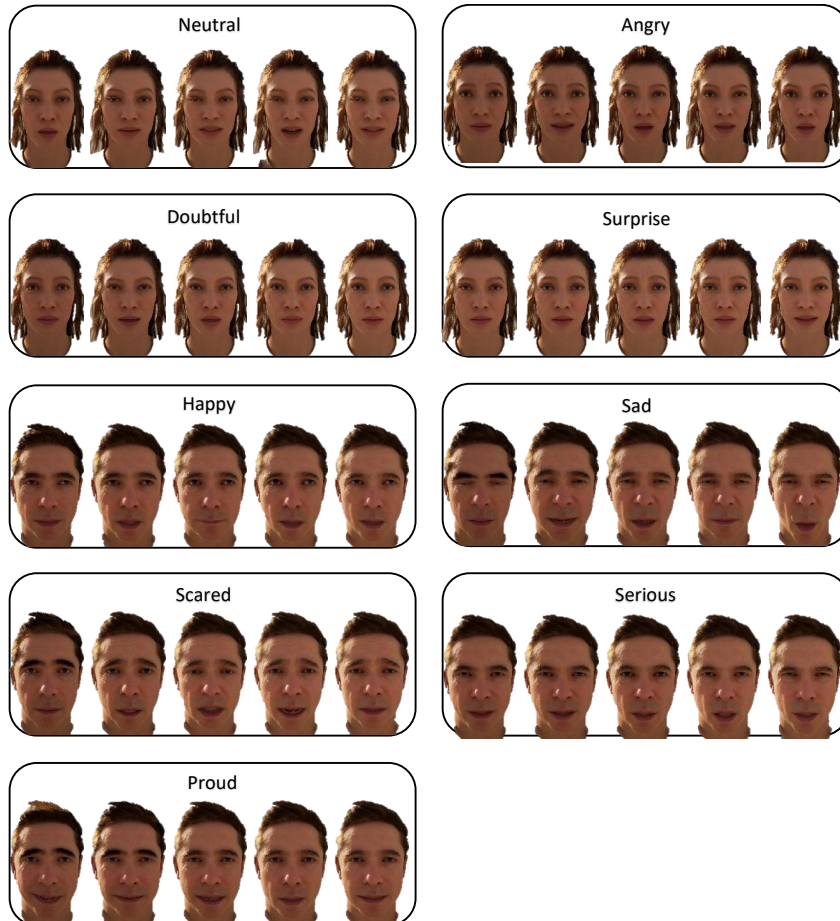 Neutral
Angry
Doubtful
Surprise
Happy
Sad
Scared
Serious
Proud